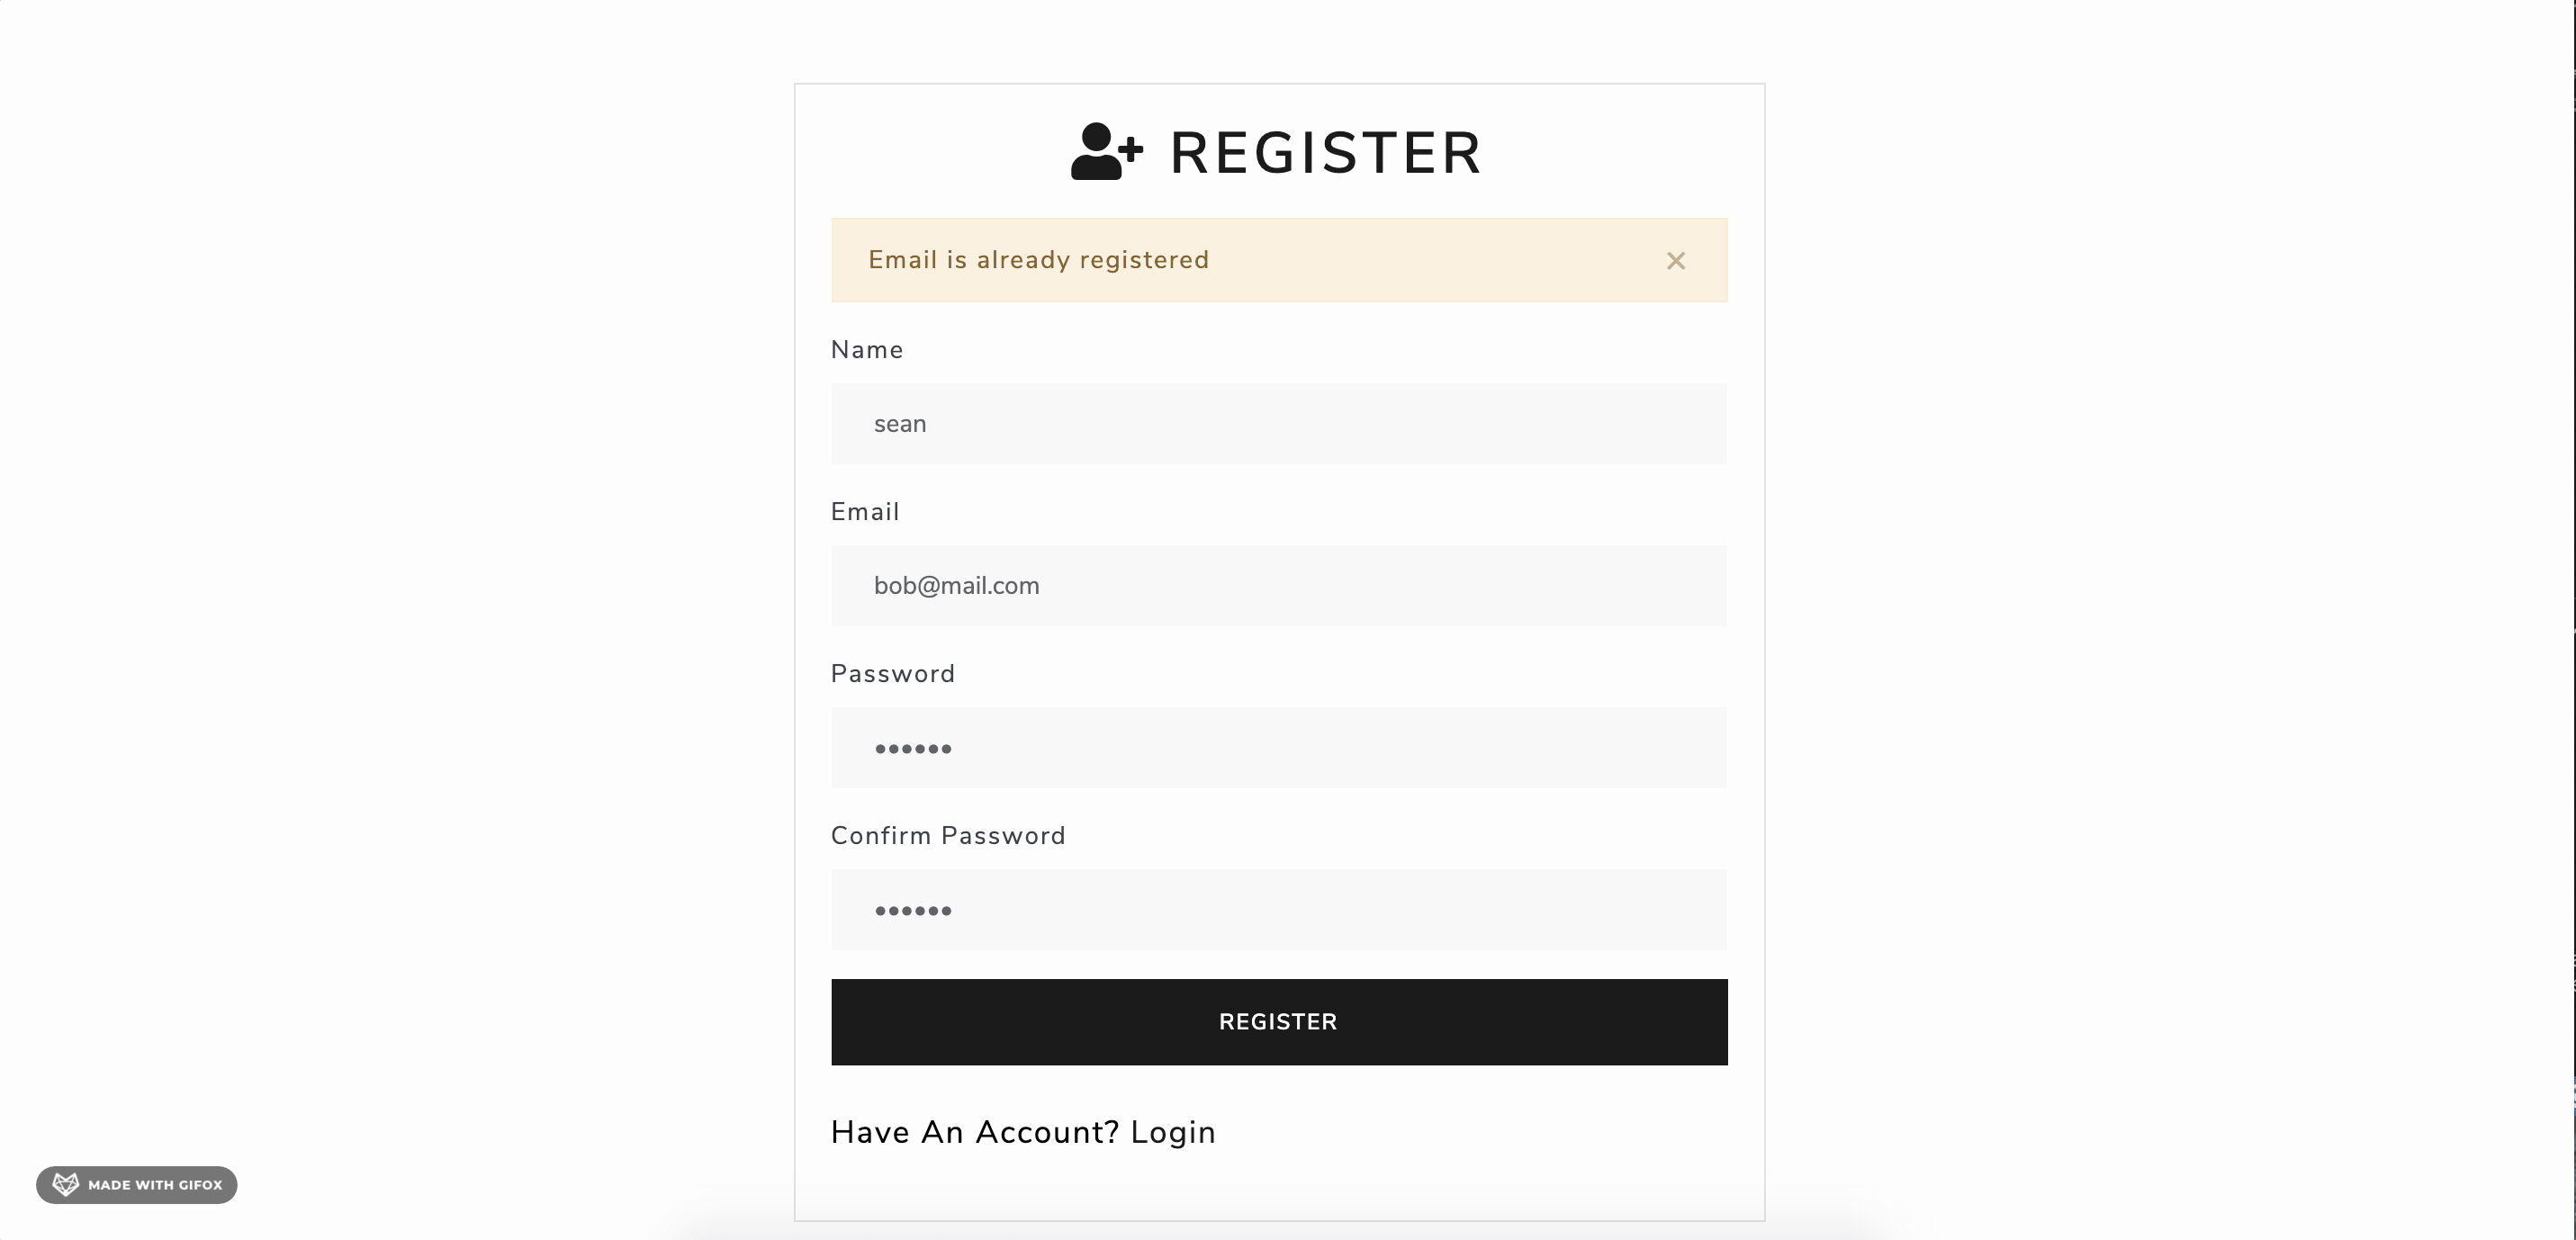 REGISTER
Email is already registered
Name
sean
Email
bob@mail.com
Password
••••••
Confirm Password
••••••
REGISTER
Have An Account? Login
MADE WITH GIFOX